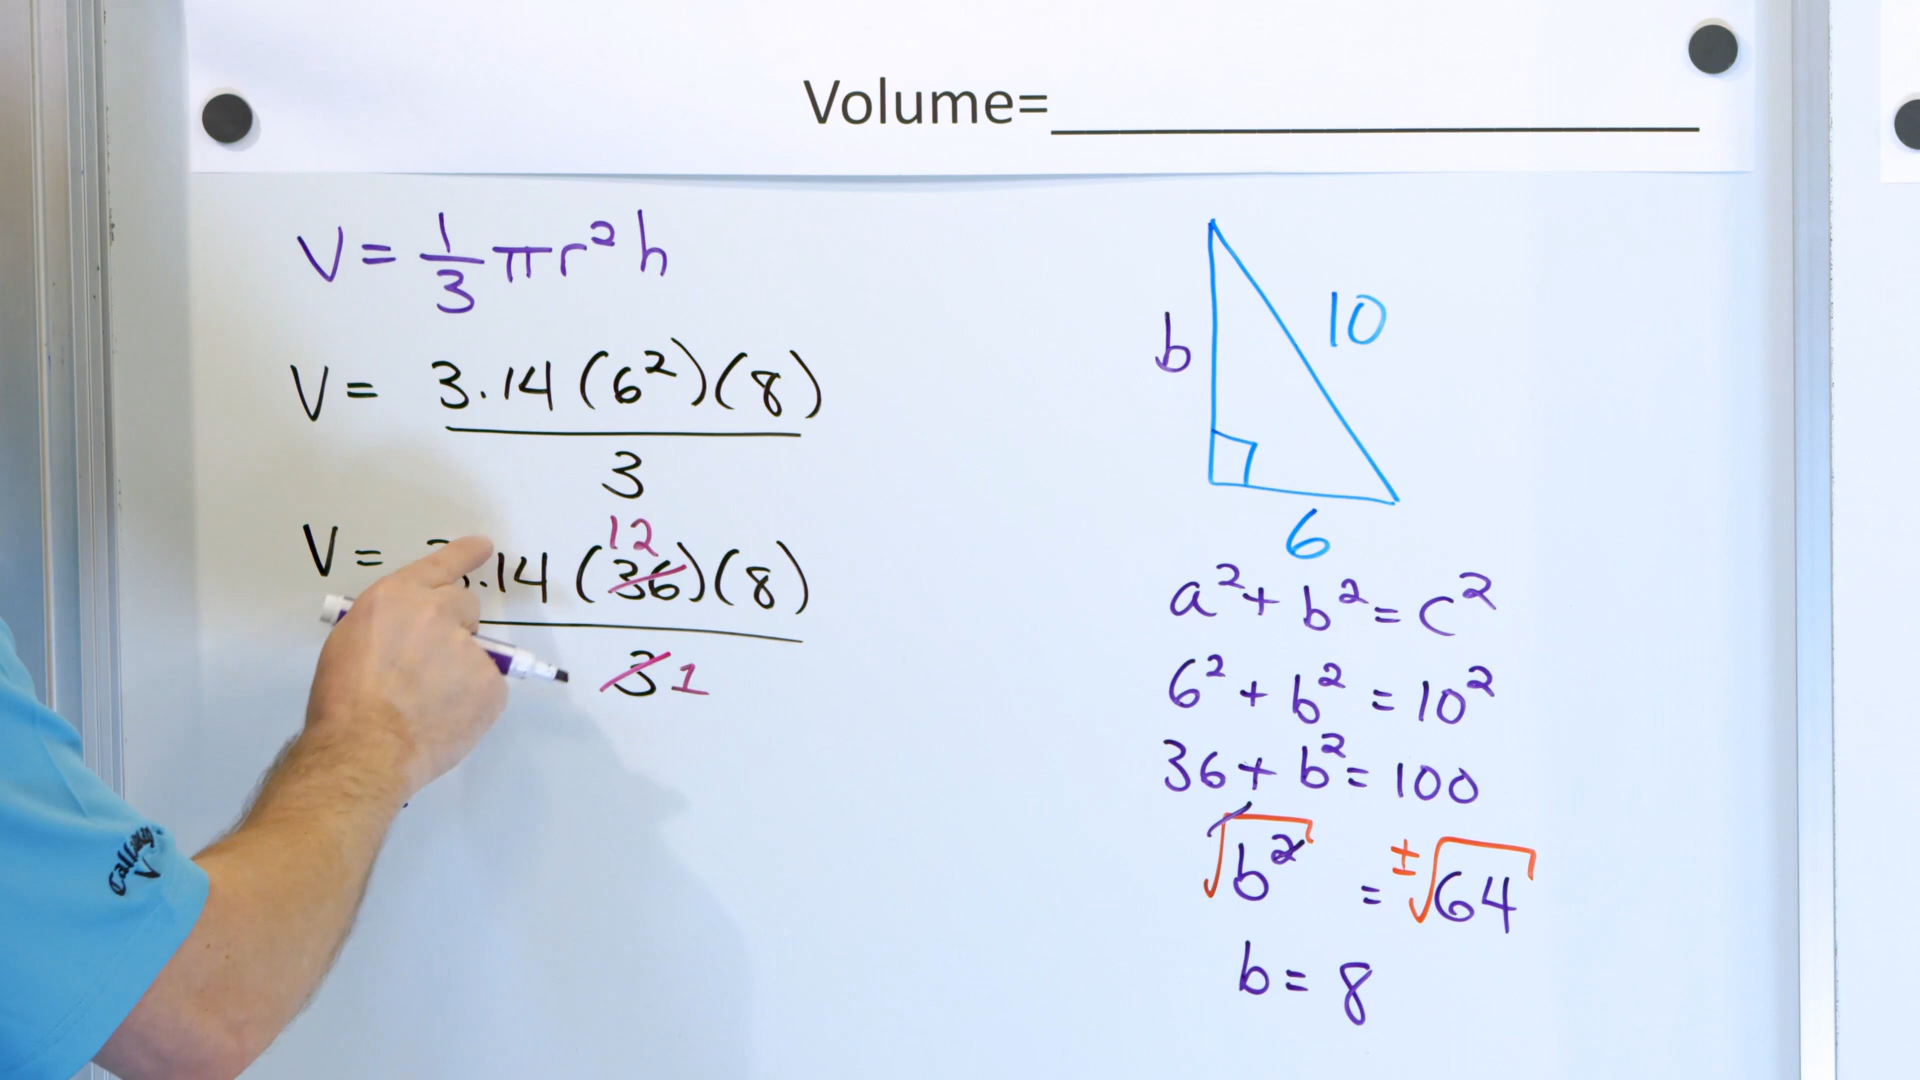 Volume=
V = 1/3 πr² h
V = 3.14 (6²)(8)
3
12
V = 3.14 (36)(8)
3 1
b
10
6
a² + b² = c²
6² + b² = 10²
36 + b² = 100
√b² = ±√64
b = 8